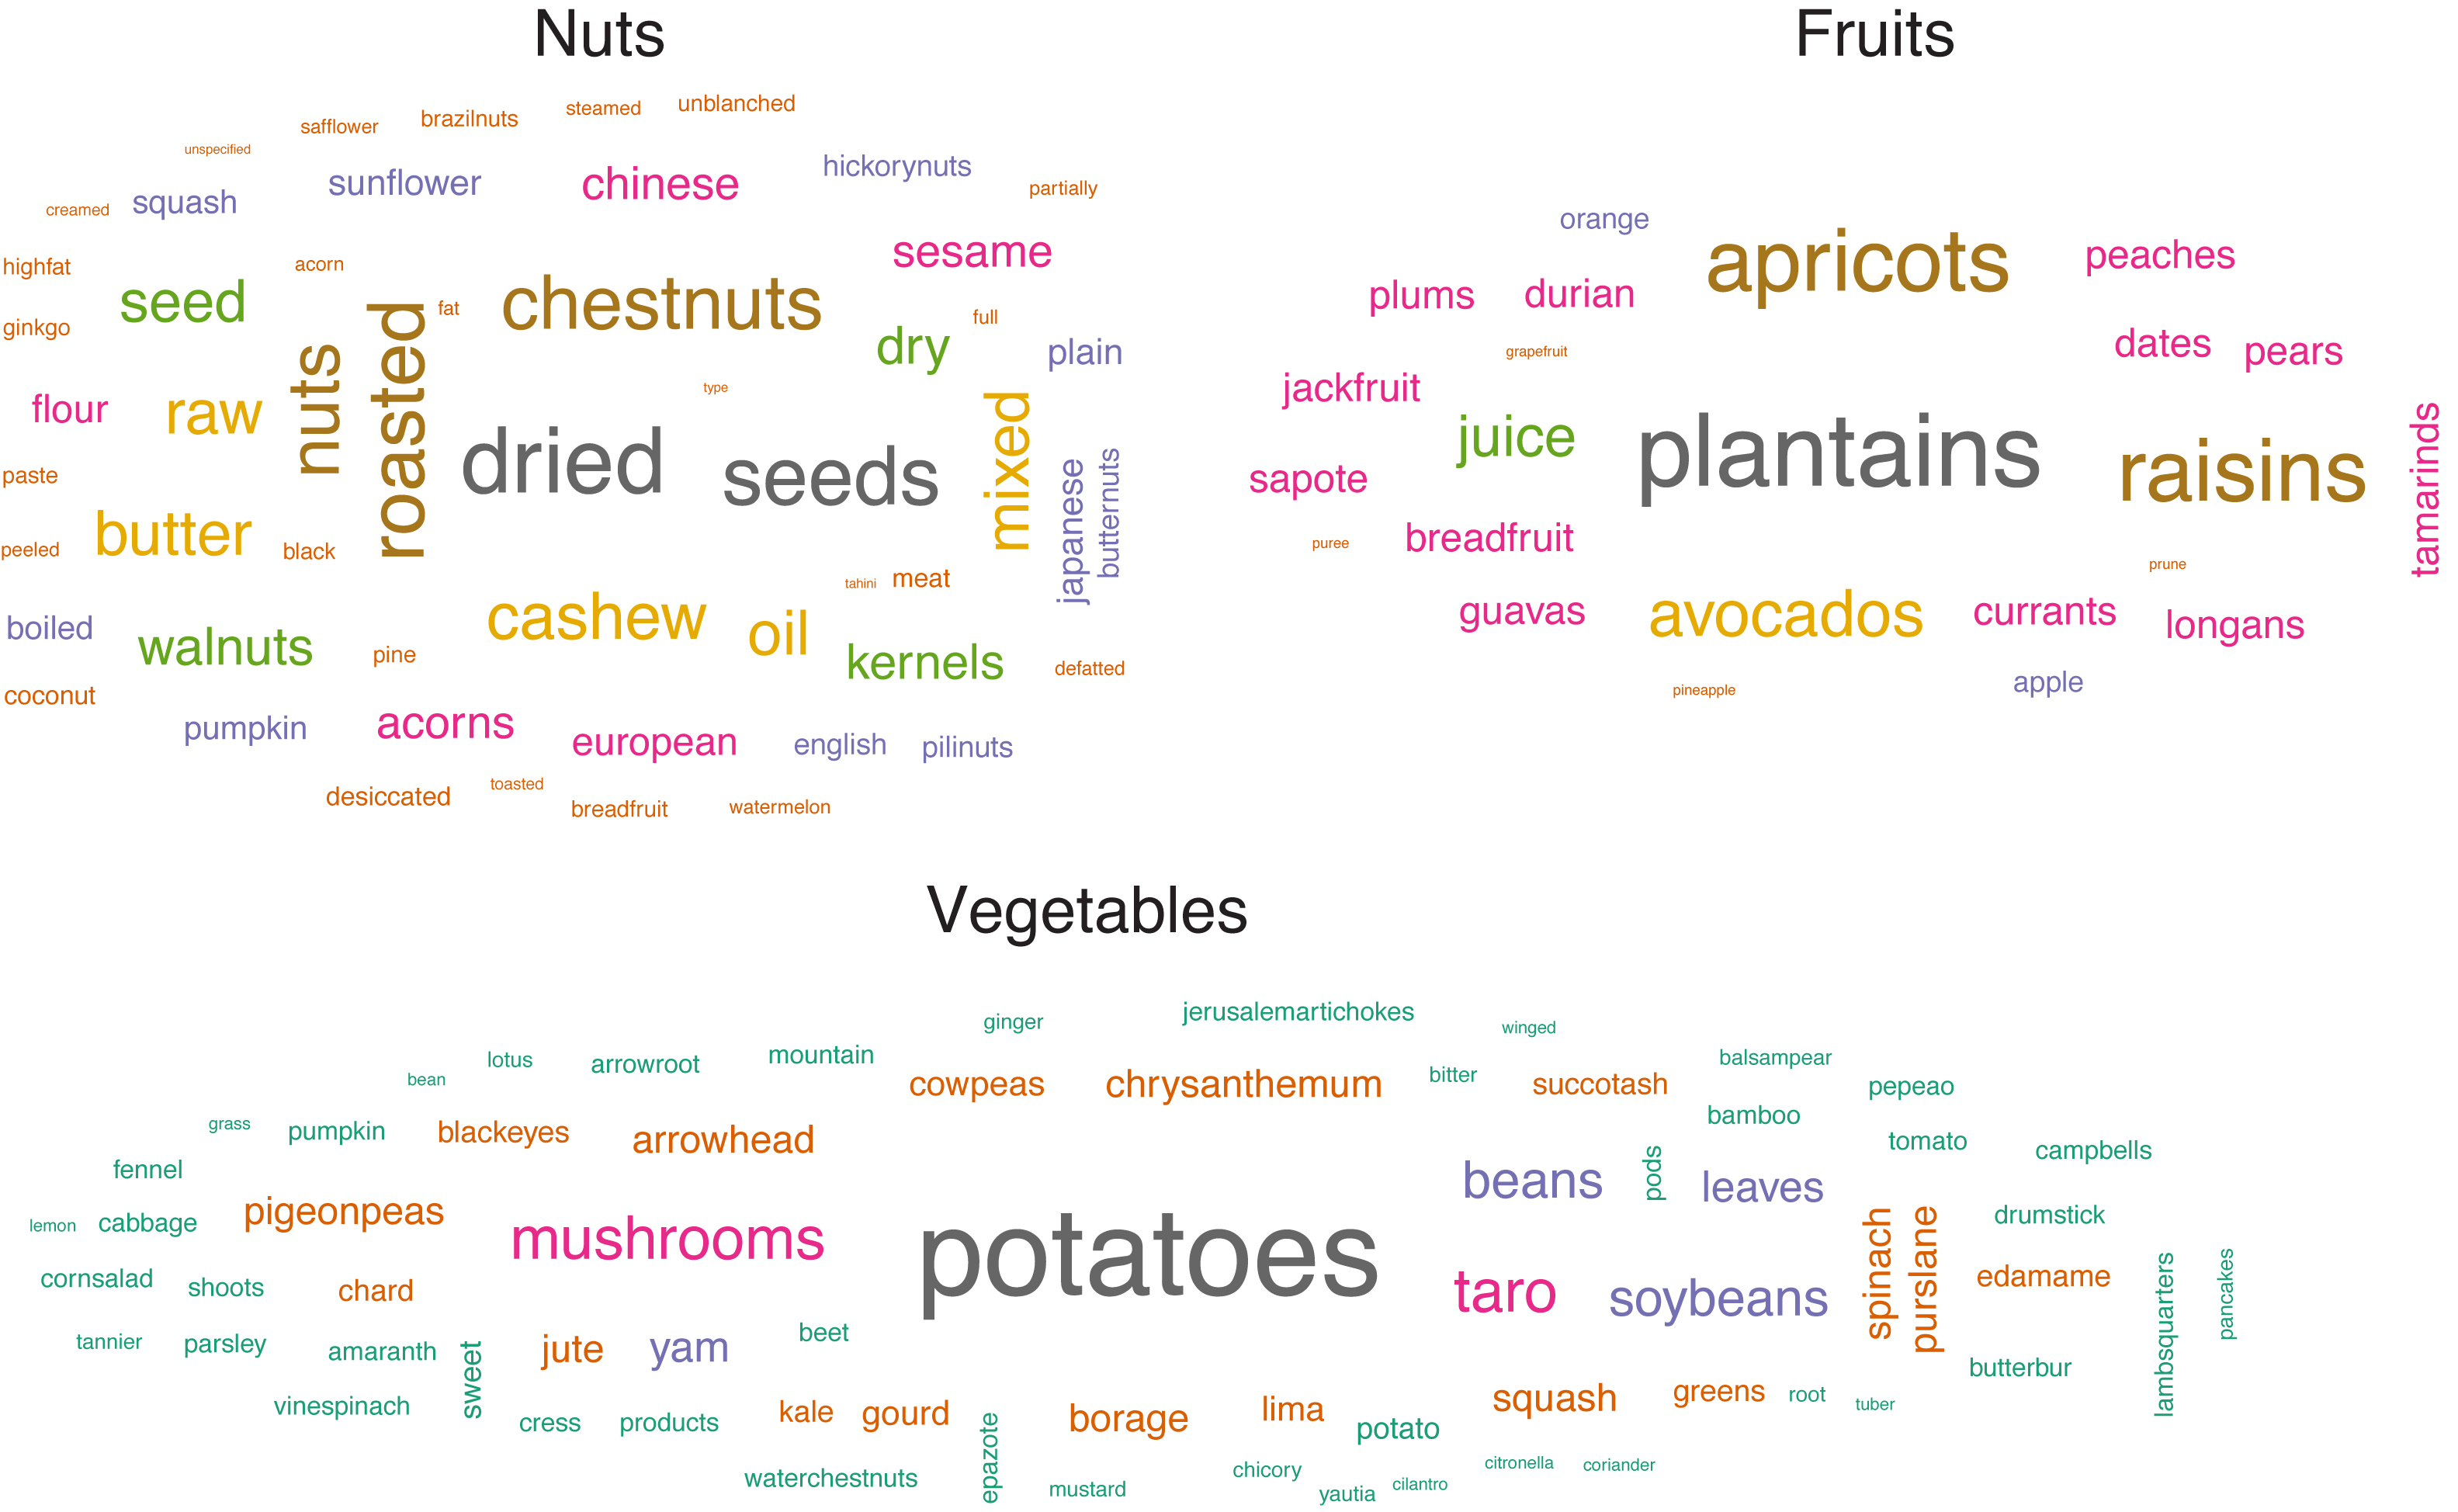 Nuts
unspecified
safflower
brazilnuts
steamed
unblanched
creamed
squash
sunflower
chinese
hickorynuts
partially
highfat
acorn
sesame
seed
fat
chestnuts
full
ginkgo
dry
plain
flour
raw
nuts
roasted
type
mixed
paste
dried
seeds
japanese
butternuts
butter
peeled
black
tahini
meat
boiled
walnuts
pine
cashew
oil
kernels
defatted
coconut
pumpkin
acorns
european
english
pilinuts
desiccated
toasted
breadfruit
watermelon
Fruits
orange
apricots
peaches
plums
durian
grapefruit
dates
pears
jackfruit
juice
plantains
raisins
tamarinds
sapote
puree
breadfruit
prune
guavas
avocados
currants
longans
pineapple
apple
Vegetables
ginger
jerusalemartichokes
winged
bean
lotus
arrowroot
mountain
cowpeas
chrysanthemum
bitter
succotash
balsampear
pepeao
grass
pumpkin
blackeyes
arrowhead
bamboo
tomato
campbells
fennel
beans
pods
leaves
lemon
cabbage
pigeonpeas
mushrooms
potatoes
spinach
purslane
drumstick
cornsalad
shoots
chard
taro
soybeans
edamame
lambsquarters
pancakes
tannier
parsley
amaranth
sweet
jute
yam
beet
butterbur
vinespinach
cress
products
kale
gourd
borage
lima
potato
squash
greens
root
tuber
waterchestnuts
epazote
mustard
chicory
yautia
cilantro
citronella
coriander